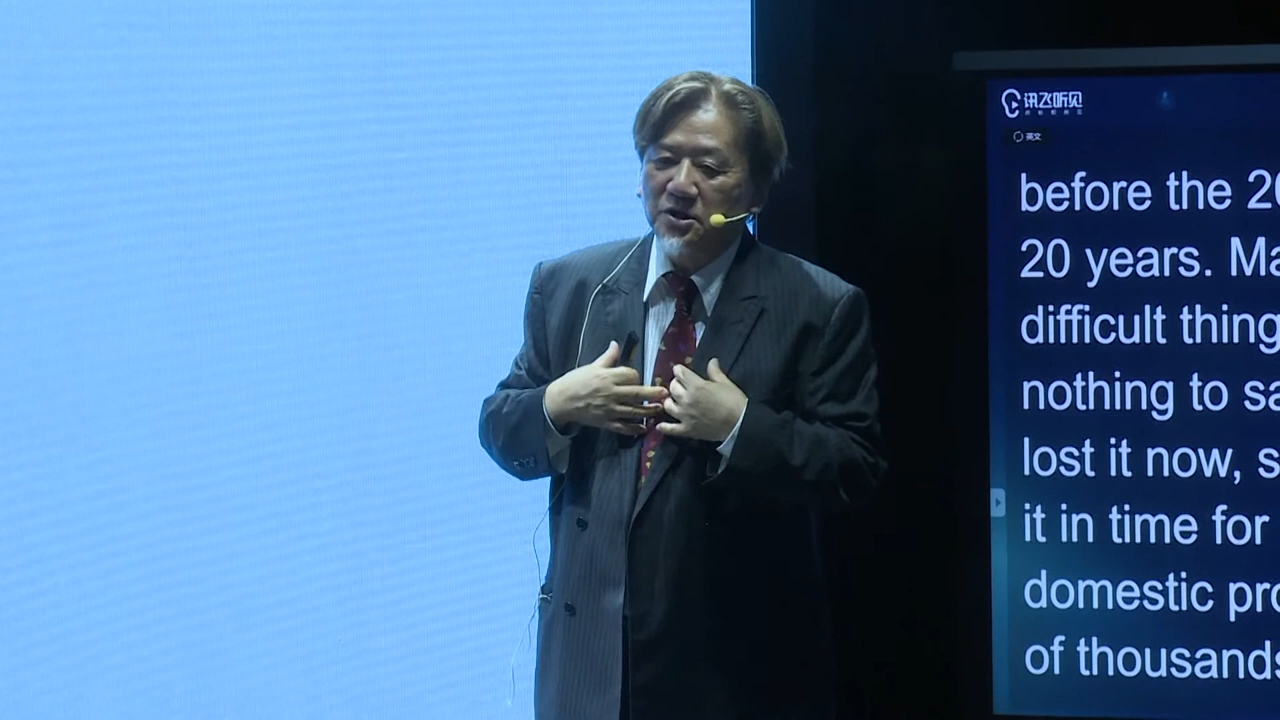 讯飞听见
英文
before the 20
20 years. Ma
difficult thing
nothing to sa
lost it now, s
it in time for
domestic pro
of thousands